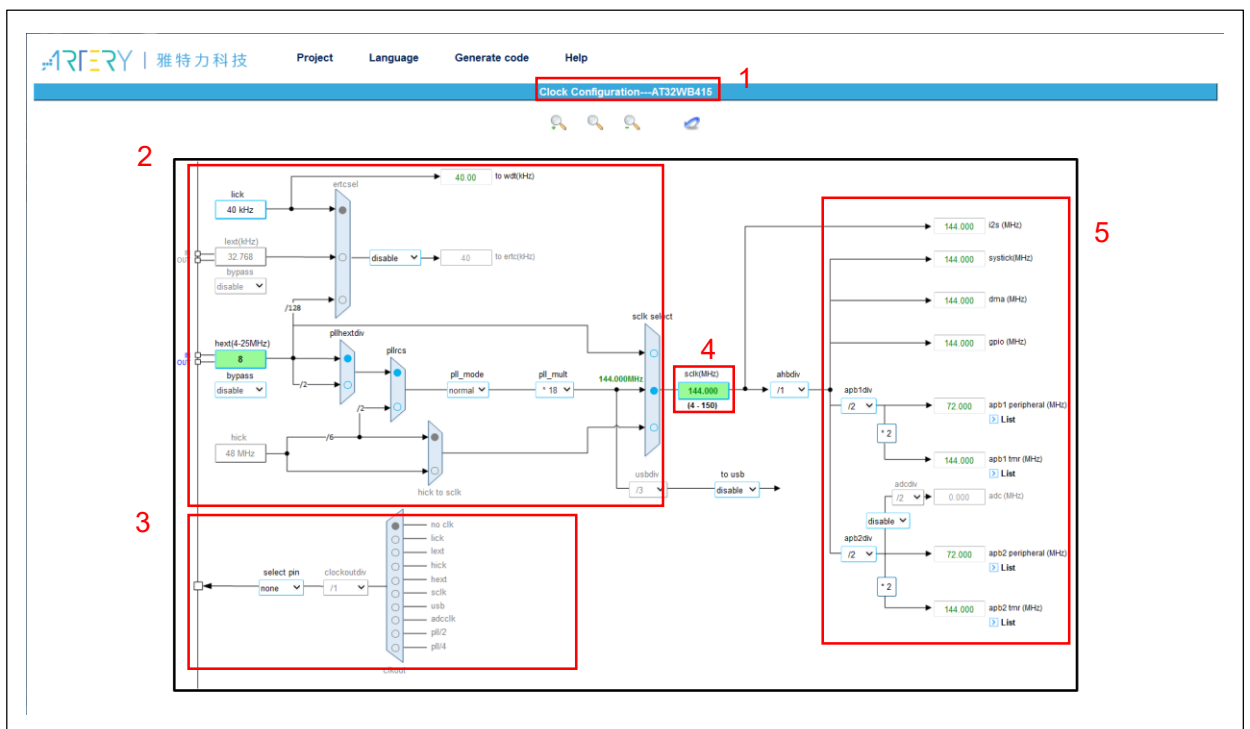 ARTERY | 雅特力科技
Project Language Generate code Help
1
Clock Configuration---AT32WB415
2
lick
40 kHz
ertcsel
40.00 to wdt(kHz)
lext(kHz)
32.768
OUT
bypass
disable
disable
40 to ertc(kHz)
/128
hext(4-25MHz)
8
OUT
bypass
disable
pllhextdiv
/2
pllrcs
/2
pll_mode
normal
pll_mult
* 18
144.000MHz
sclk select
hick
48 MHz
/6
hick to sclk
usbdiv
/3
to usb
disable
4
sclk(MHz)
144.000
(4 - 150)
ahbdiv
/1
5
144.000 i2s (MHz)
144.000 systick(MHz)
144.000 dma (MHz)
144.000 gpio (MHz)
apb1div
/2
72.000 apb1 peripheral (MHz)
List
* 2
144.000 apb1 tmr (MHz)
List
adcdiv
/2
0.000 adc (MHz)
disable
apb2div
/2
72.000 apb2 peripheral (MHz)
List
* 2
144.000 apb2 tmr (MHz)
List
3
select pin
none
clockoutdiv
/1
no clk
lick
lext
hick
hext
sclk
usb
adcclk
pll/2
pll/4
clkout